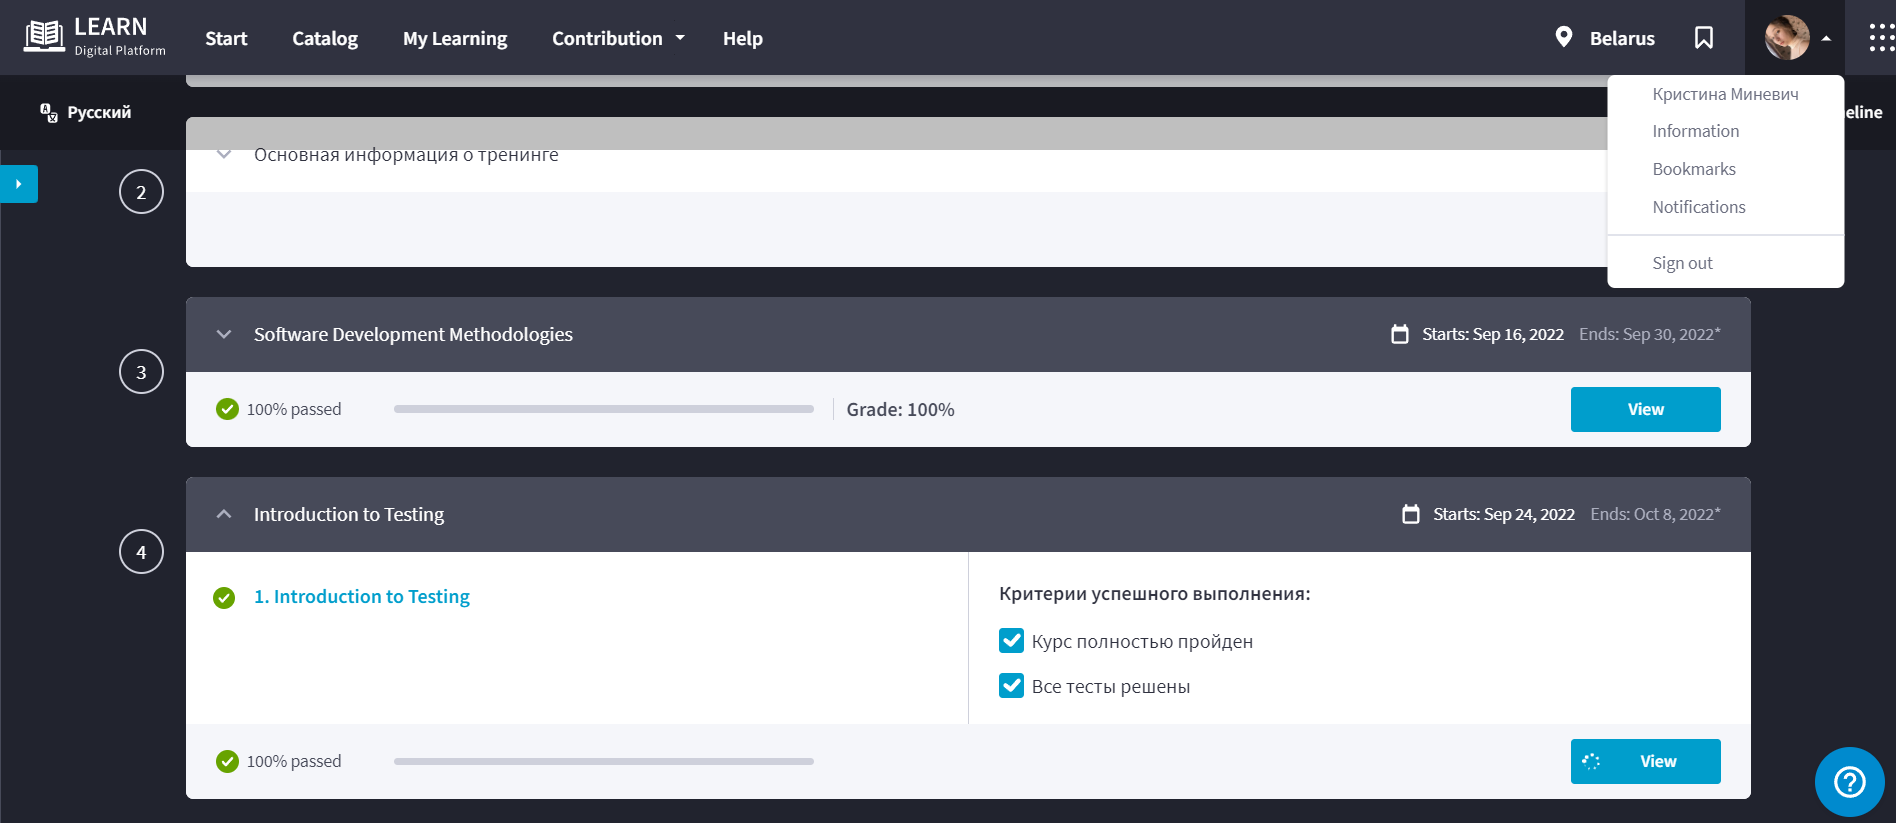 LEARN
Digital Platform
Start
Catalog
My Learning
Contribution
Help
Belarus
Русский
Кристина Миневич
Information
Bookmarks
Notifications
Sign out
eline
2
Основная информация о тренинге
3
Software Development Methodologies
Starts: Sep 16, 2022
Ends: Sep 30, 2022*
100% passed
Grade: 100%
View
4
Introduction to Testing
Starts: Sep 24, 2022
Ends: Oct 8, 2022*
1. Introduction to Testing
Критерии успешного выполнения:
Курс полностью пройден
Все тесты решены
100% passed
View